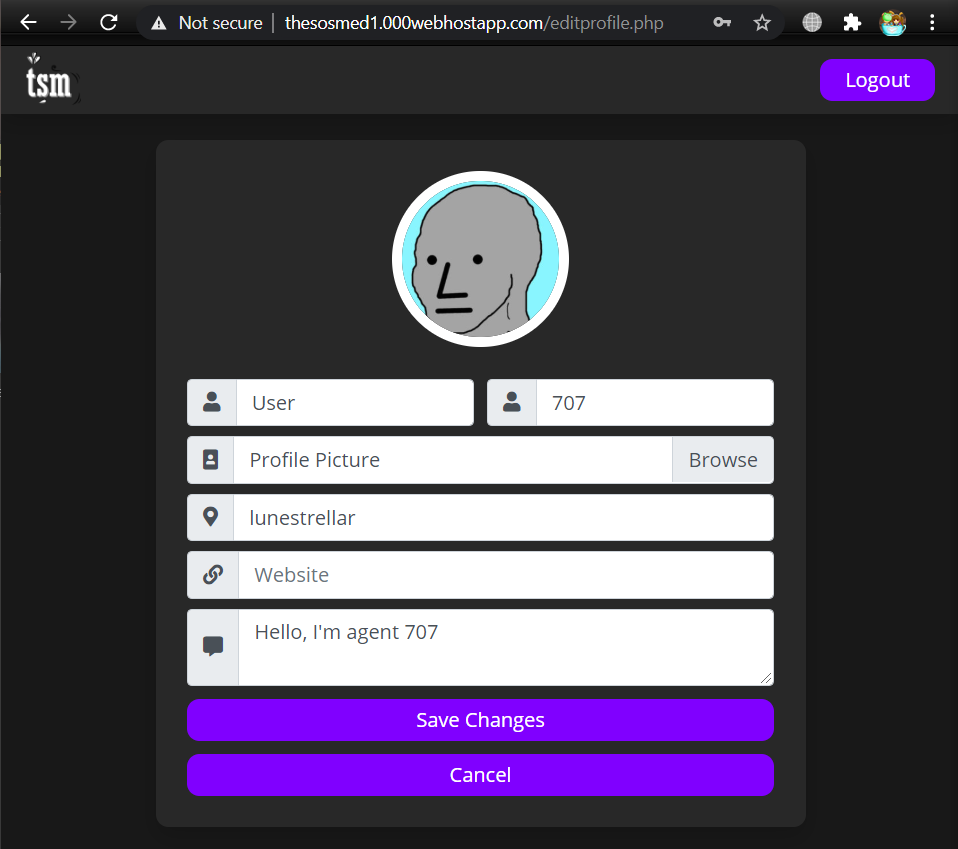 Not secure | thesosmed1.000webhostapp.com/editprofile.php
tsm
Logout
User
707
Profile Picture
Browse
lunestrellar
Website
Hello, I'm agent 707
Save Changes
Cancel